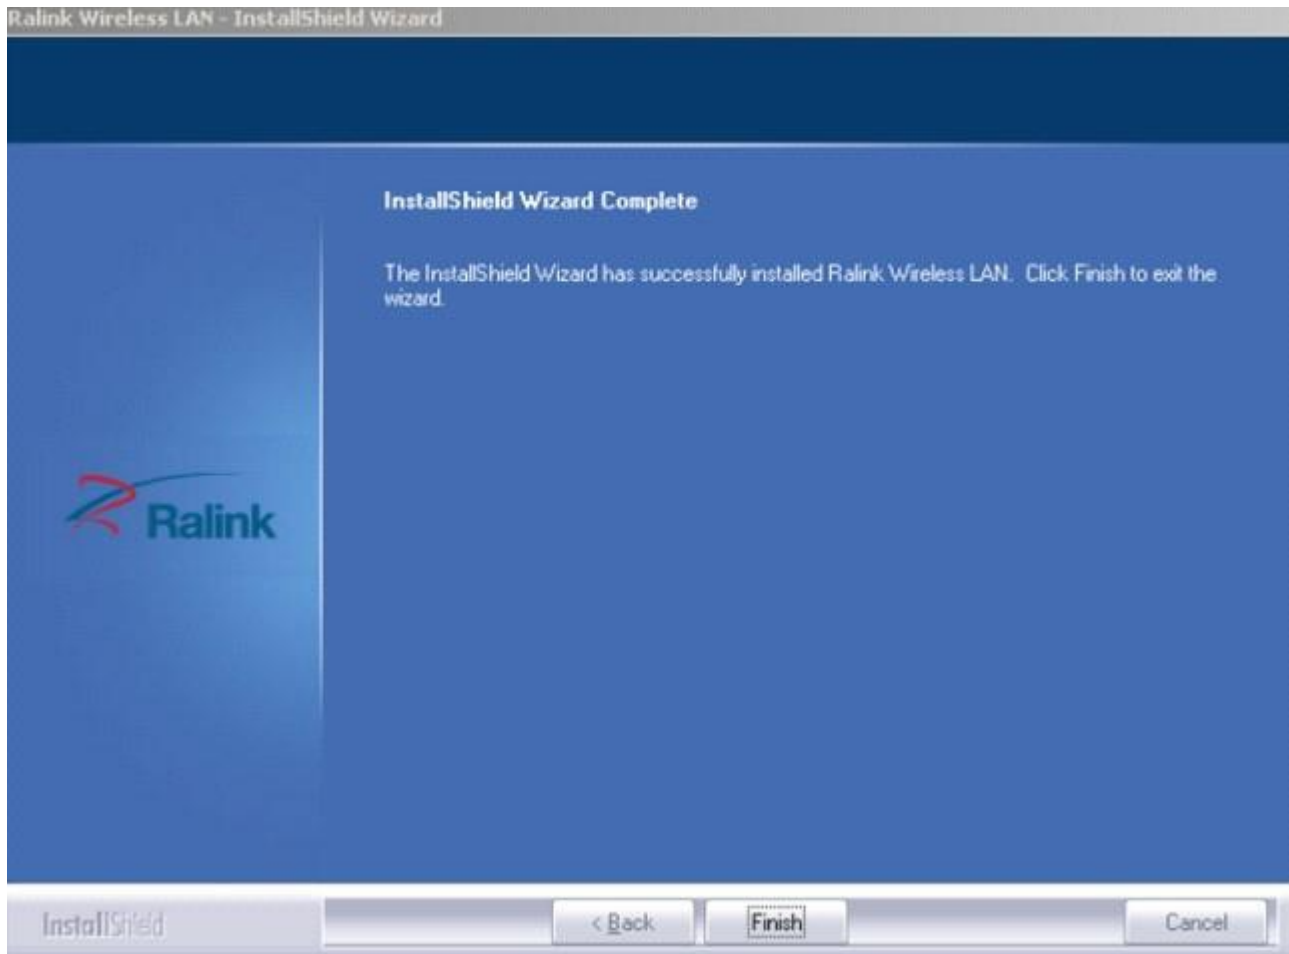 Ralink Wireless LAN - InstallShield Wizard
InstallShield Wizard Complete
The InstallShield Wizard has successfully installed Ralink Wireless LAN. Click Finish to exit the
wizard.
Ralink
InstallShield
< Back
Finish
Cancel